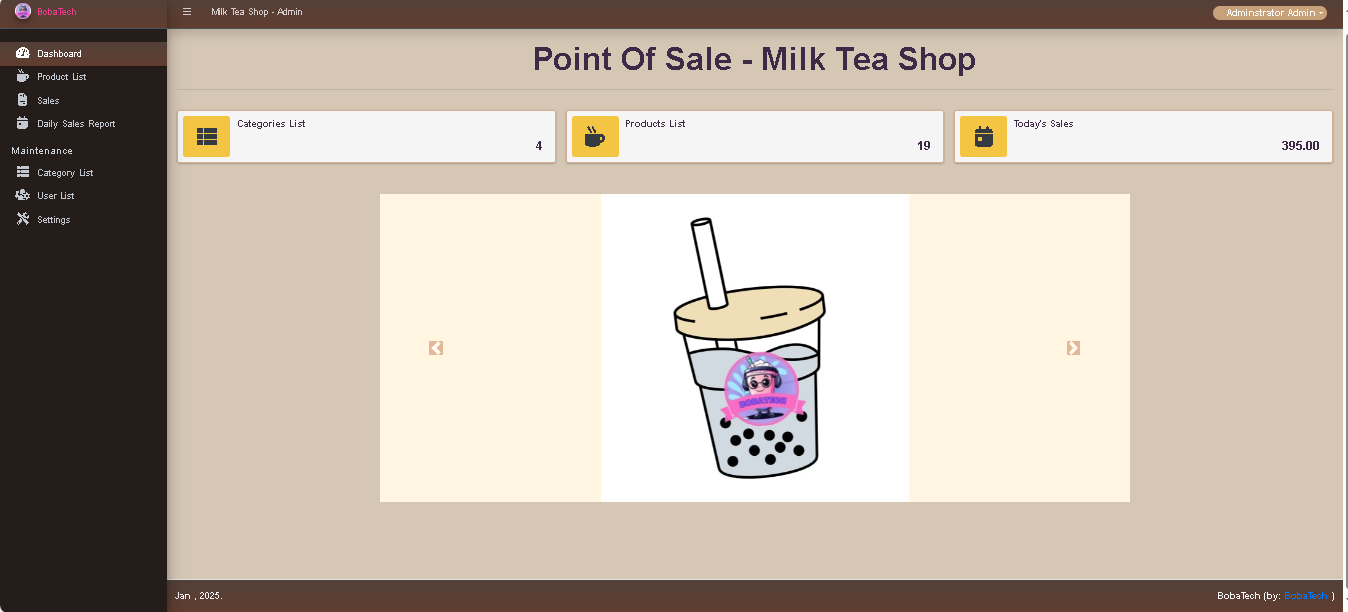 BobaTech
Milk Tea Shop - Admin
Adminstrator Admin
Dashboard
Product List
Sales
Daily Sales Report
Maintenance
Category List
User List
Settings
Point Of Sale - Milk Tea Shop
Categories List
4
Products List
19
Today's Sales
395.00
BOBATECH
Jan , 2025.
BobaTech (by: BobaTech )